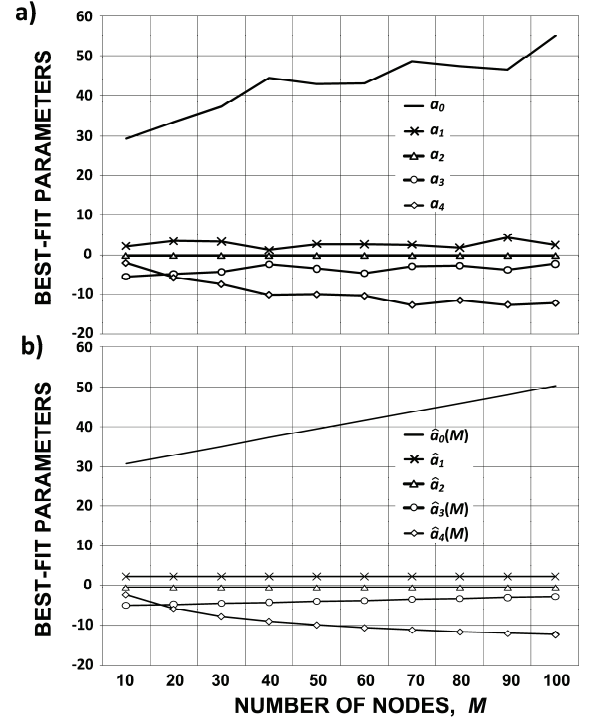 a)
60
50
40
30
20
10
0
-10
-20
BEST-FIT PARAMETERS
a0
a1
a2
a3
a4
b)
60
50
40
30
20
10
0
-10
-20
BEST-FIT PARAMETERS
â0(M)
â1
â2
â3(M)
â4(M)
10 20 30 40 50 60 70 80 90 100
NUMBER OF NODES, M